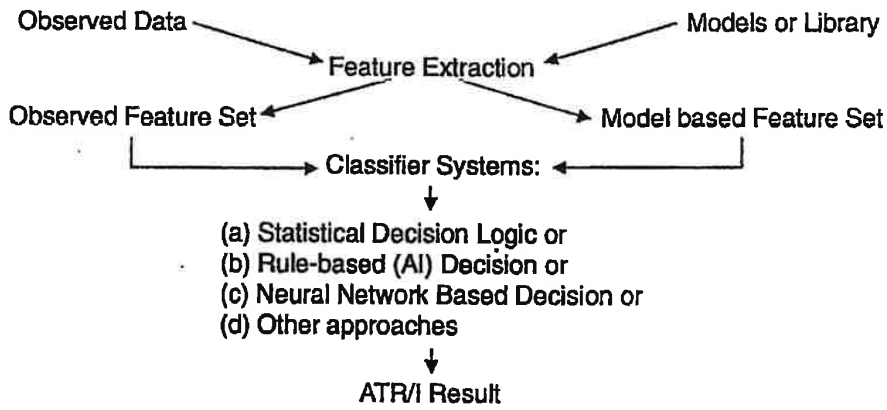 Observed Data
Models or Library
Feature Extraction
Observed Feature Set
Model based Feature Set
Classifier Systems:
(a) Statistical Decision Logic or
(b) Rule-based (AI) Decision or
(c) Neural Network Based Decision or
(d) Other approaches
ATR/I Result